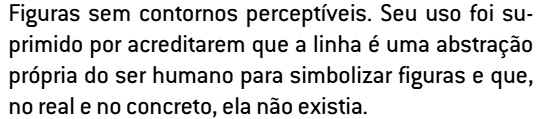 Figuras sem contornos perceptíveis. Seu uso foi su-
primido por acreditarem que a linha é uma abstração
própria do ser humano para simbolizar figuras e que,
no real e no concreto, ela não existia.